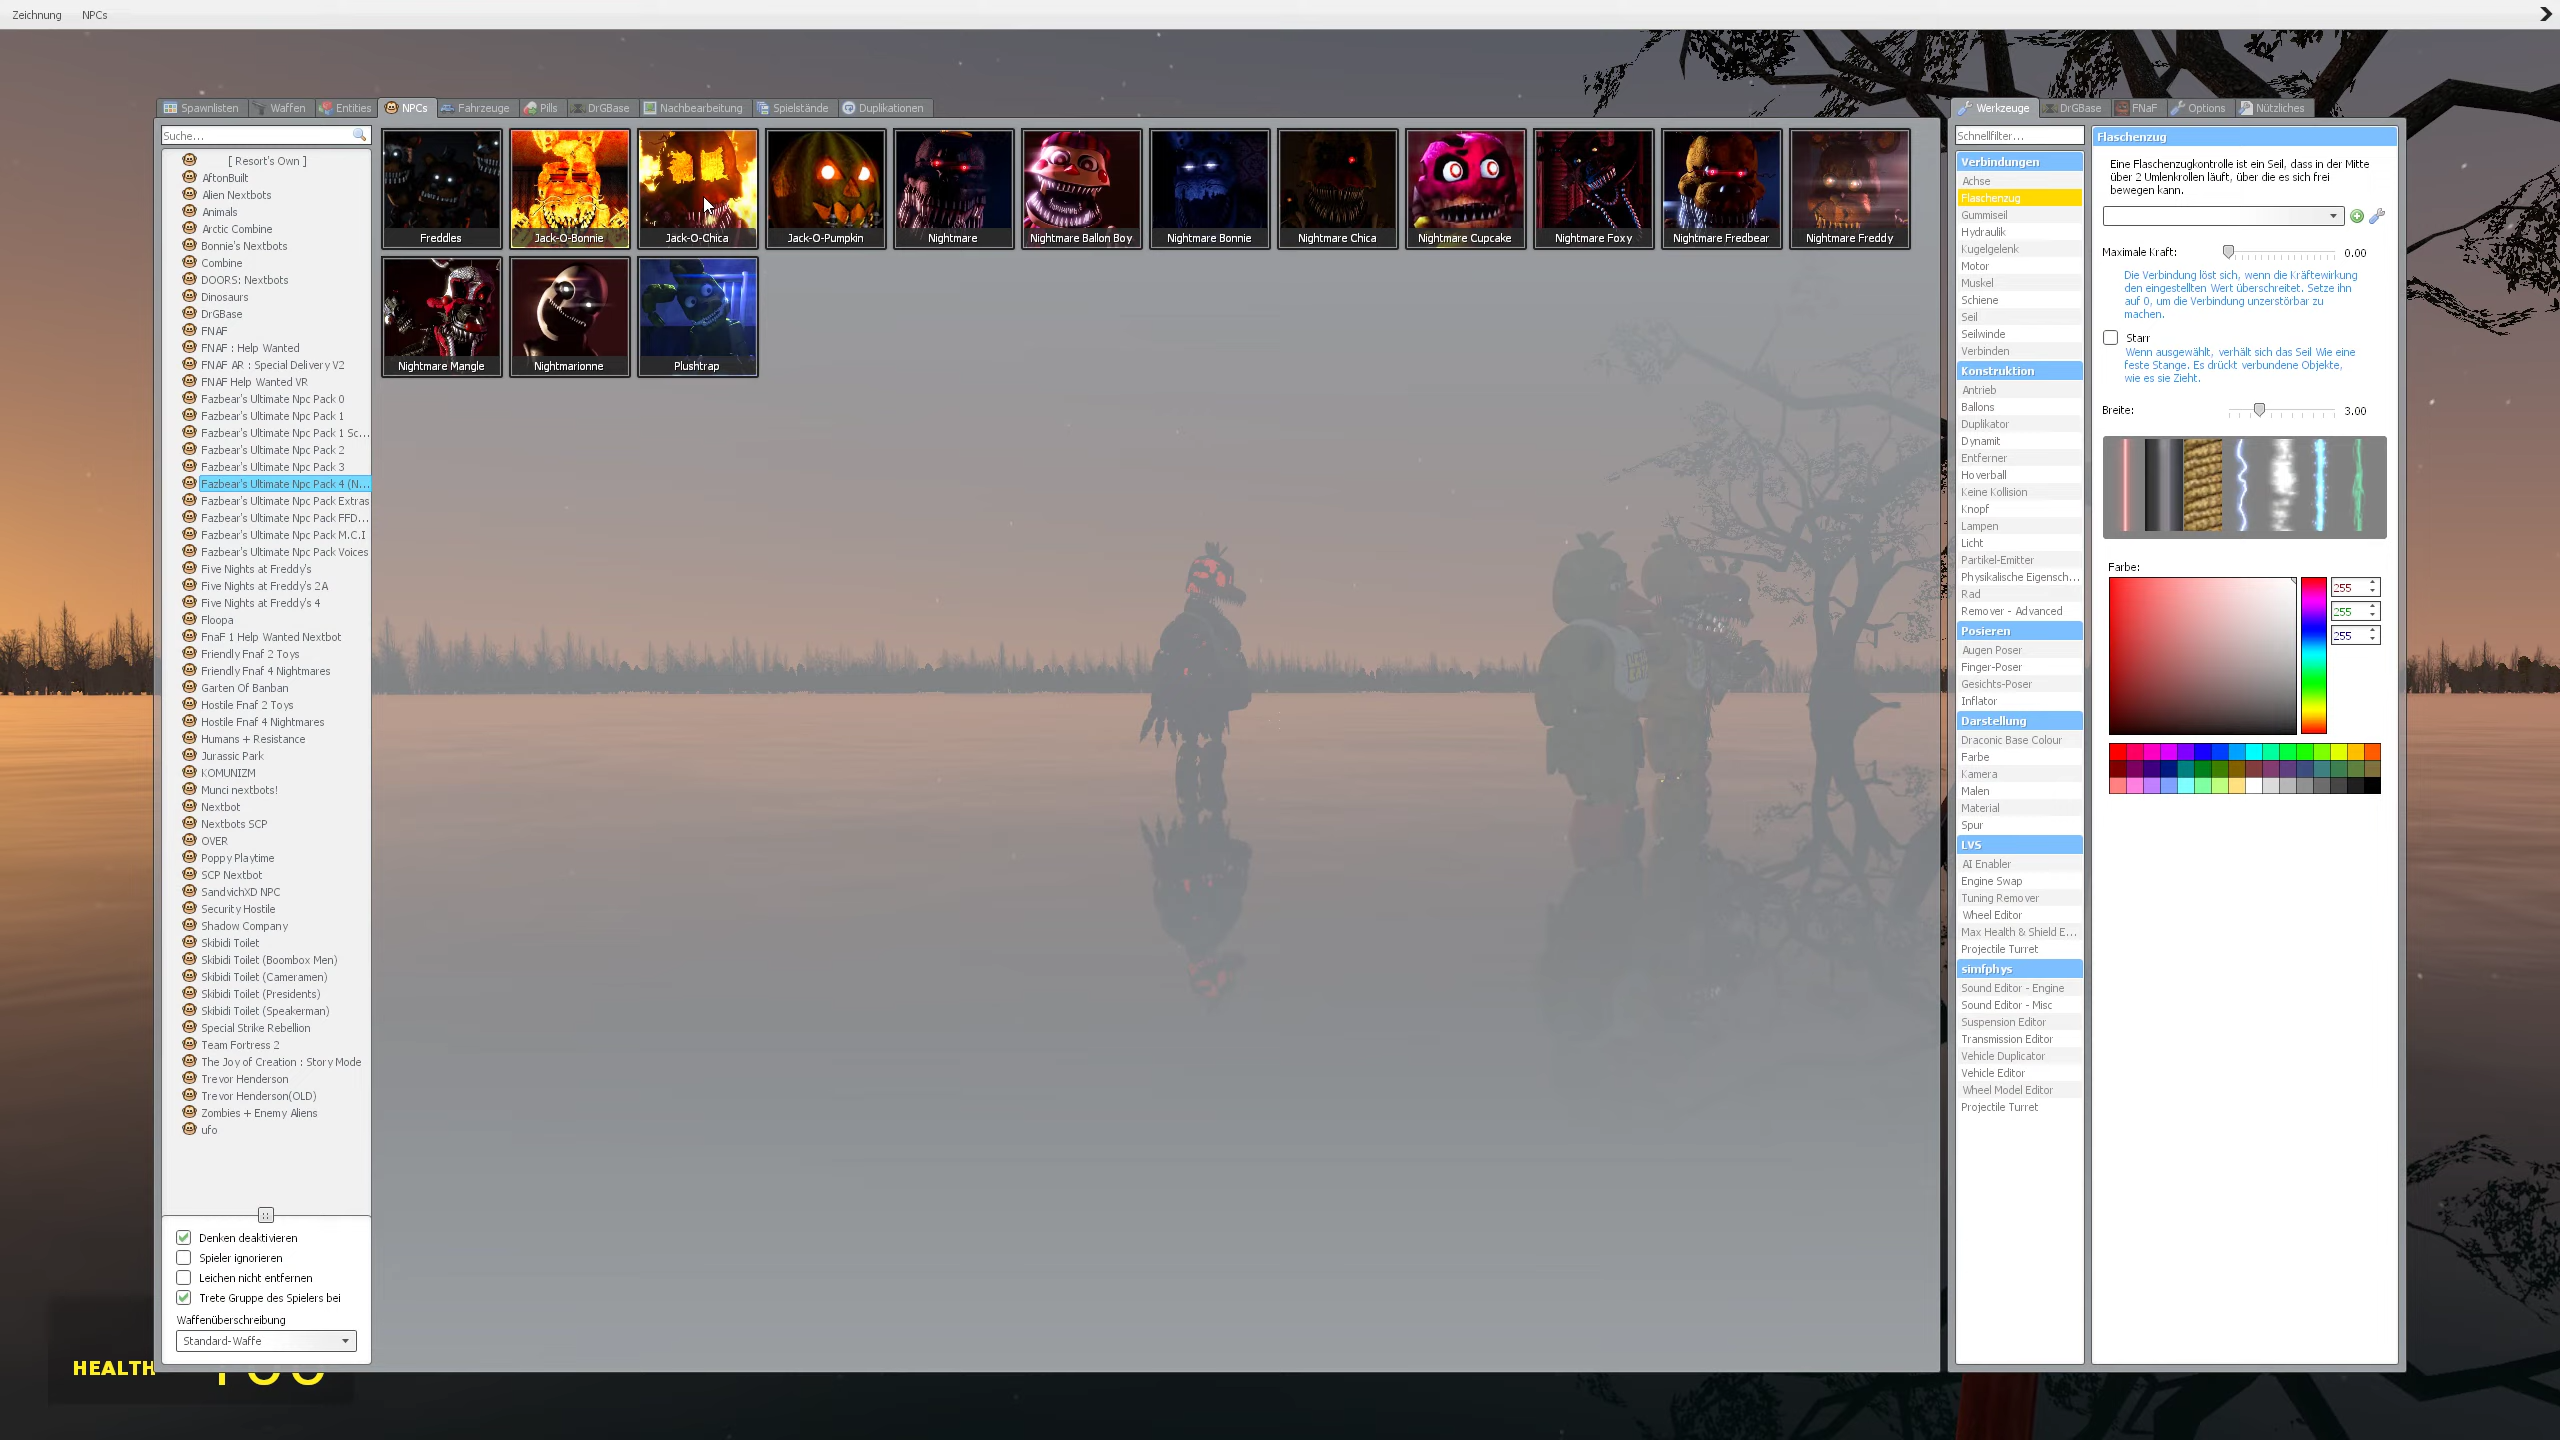 Zeichnung NPCs
Spawnlisten Waffen Entities NPCs Fahrzeuge Pills DrGBase Nachbearbeitung Spielstände Duplikationen
Suche...
[ Resort's Own ]
AftonBuilt
Alien Nextbots
Animals
Arctic Combine
Bonnie's Nextbots
Combine
DOORS: Nextbots
Dinosaurs
DrGBase
FNAF
FNAF : Help Wanted
FNAF AR : Special Delivery V2
FNAF Help Wanted VR
Fazbear's Ultimate Npc Pack 0
Fazbear's Ultimate Npc Pack 1
Fazbear's Ultimate Npc Pack 1 Sc...
Fazbear's Ultimate Npc Pack 2
Fazbear's Ultimate Npc Pack 3
Fazbear's Ultimate Npc Pack 4 (N...
Fazbear's Ultimate Npc Pack Extras
Fazbear's Ultimate Npc Pack FFD...
Fazbear's Ultimate Npc Pack M.C.I
Fazbear's Ultimate Npc Pack Voices
Five Nights at Freddy's
Five Nights at Freddy's 2A
Five Nights at Freddy's 4
Floopa
FnaF 1 Help Wanted Nextbot
Friendly Fnaf 2 Toys
Friendly Fnaf 4 Nightmares
Garten Of Banban
Hostile Fnaf 2 Toys
Hostile Fnaf 4 Nightmares
Humans + Resistance
Jurassic Park
KOMUNIZM
Munci nextbots!
Nextbot
Nextbots SCP
OVER
Poppy Playtime
SCP Nextbot
SandvichXD NPC
Security Hostile
Shadow Company
Skibidi Toilet
Skibidi Toilet (Boombox Men)
Skibidi Toilet (Cameramen)
Skibidi Toilet (Presidents)
Skibidi Toilet (Speakerman)
Special Strike Rebellion
Team Fortress 2
The Joy of Creation : Story Mode
Trevor Henderson
Trevor Henderson(OLD)
Zombies + Enemy Aliens
ufo
Denken deaktivieren
Spieler ignorieren
Leichen nicht entfernen
Trete Gruppe des Spielers bei
Waffenüberschreibung
Standard-Waffe
HEALTH 100
Freddles Jack-O-Bonnie Jack-O-Chica Jack-O-Pumpkin Nightmare Nightmare Ballon Boy Nightmare Bonnie Nightmare Chica Nightmare Cupcake Nightmare Foxy Nightmare Fredbear Nightmare Freddy
Nightmare Mangle Nightmarionne Plushtrap
Werkzeuge DrGBase FNaF Options Nützliches
Schnellfilter...
Verbindungen
Achse
Flaschenzug
Gummiseil
Hydraulik
Kugelgelenk
Motor
Muskel
Schiene
Seil
Seilwinde
Verbinden
Konstruktion
Antrieb
Ballons
Duplikator
Dynamit
Entferner
Hoverball
Keine Kollision
Knopf
Lampen
Licht
Partikel-Emitter
Physikalische Eigensch...
Rad
Remover - Advanced
Posieren
Augen Poser
Finger-Poser
Gesichts-Poser
Inflator
Darstellung
Draconic Base Colour
Farbe
Kamera
Malen
Material
Spur
LVS
AI Enabler
Engine Swap
Tuning Remover
Wheel Editor
Max Health & Shield E...
Projectile Turret
simfphys
Sound Editor - Engine
Sound Editor - Misc
Suspension Editor
Transmission Editor
Vehicle Duplicator
Vehicle Editor
Wheel Model Editor
Projectile Turret
Flaschenzug
Eine Flaschenzugkontrolle ist ein Seil, dass in der Mitte
über 2 Umlenkrollen läuft, über die es sich frei
bewegen kann.
Maximale Kraft: 0.00
Die Verbindung löst sich, wenn die Kräftewirkung
den eingestellten Wert überschreitet. Setze ihn
auf 0, um die Verbindung unzerstörbar zu
machen.
Starr
Wenn ausgewählt, verhält sich das Seil Wie eine
feste Stange. Es drückt verbundene Objekte,
wie es sie Zieht.
Breite: 3.00
Farbe:
255
255
255